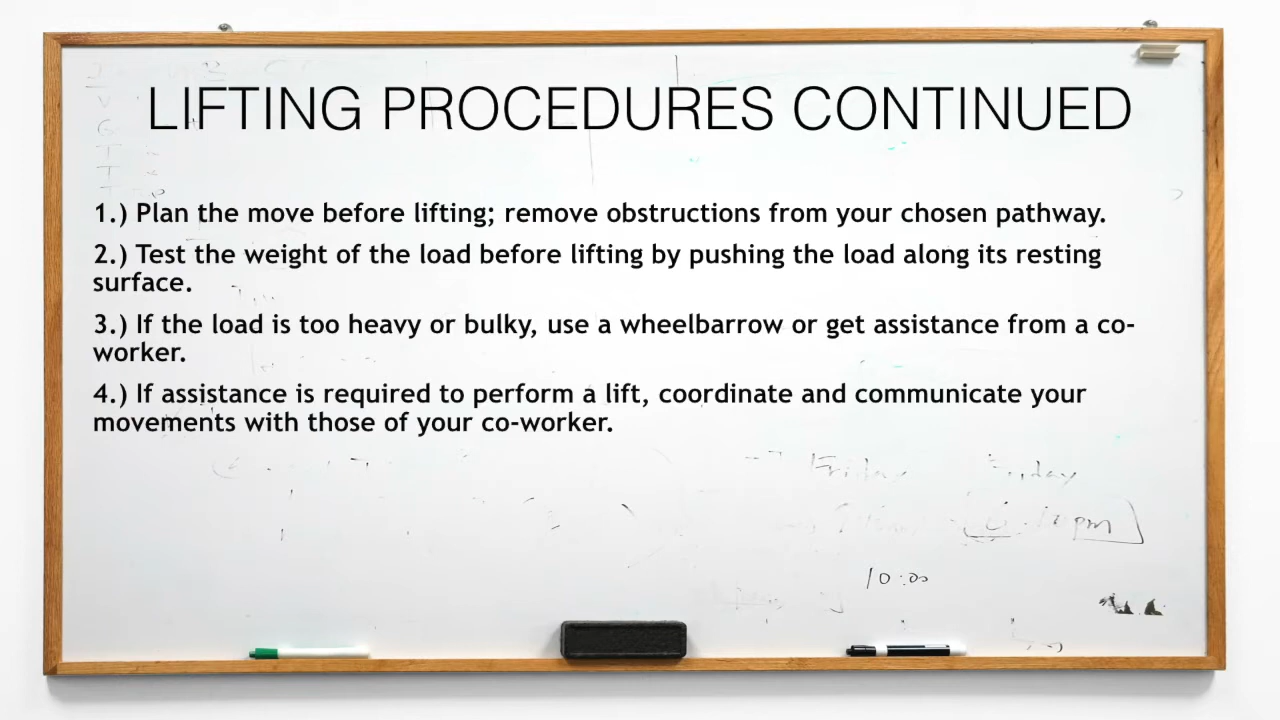 LIFTING PROCEDURES CONTINUED
1.) Plan the move before lifting; remove obstructions from your chosen pathway.
2.) Test the weight of the load before lifting by pushing the load along its resting
surface.
3.) If the load is too heavy or bulky, use a wheelbarrow or get assistance from a co-
worker.
4.) If assistance is required to perform a lift, coordinate and communicate your
movements with those of your co-worker.
Friday Friday
10:00